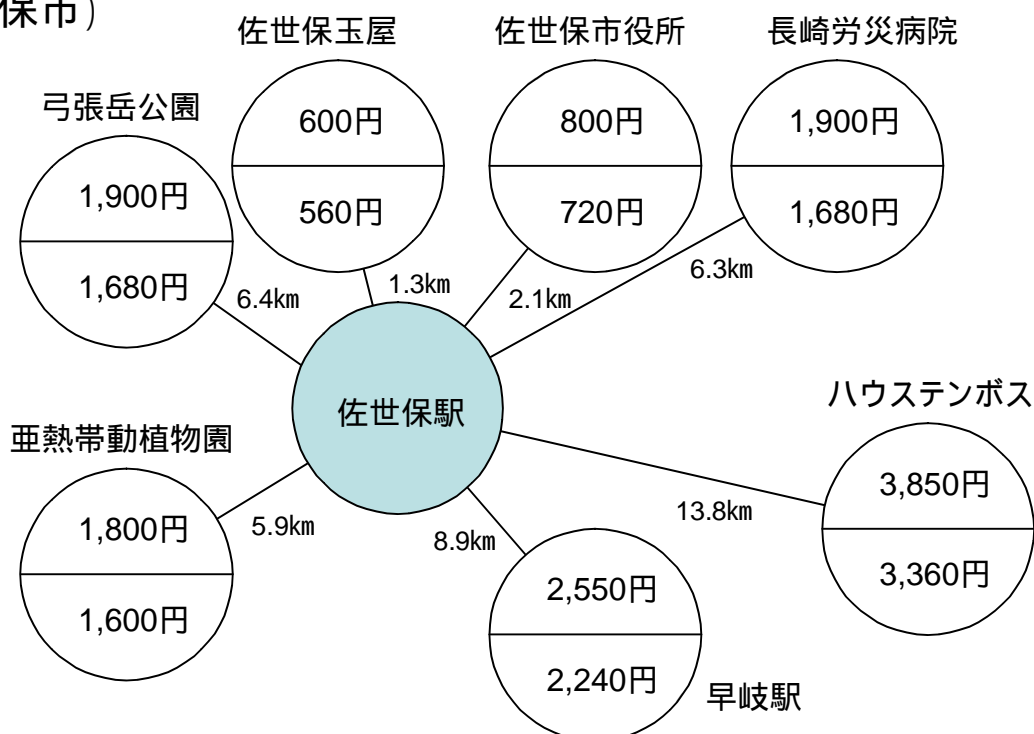 保市)
佐世保玉屋
佐世保市役所
長崎労災病院
弓張岳公園
600円
560円
800円
720円
1,900円
1,680円
1,900円
1,680円
6.4km
1.3km
2.1km
6.3km
佐世保駅
ハウステンボス
亜熱帯動植物園
3,850円
3,360円
13.8km
1,800円
1,600円
5.9km
8.9km
2,550円
2,240円
早岐駅